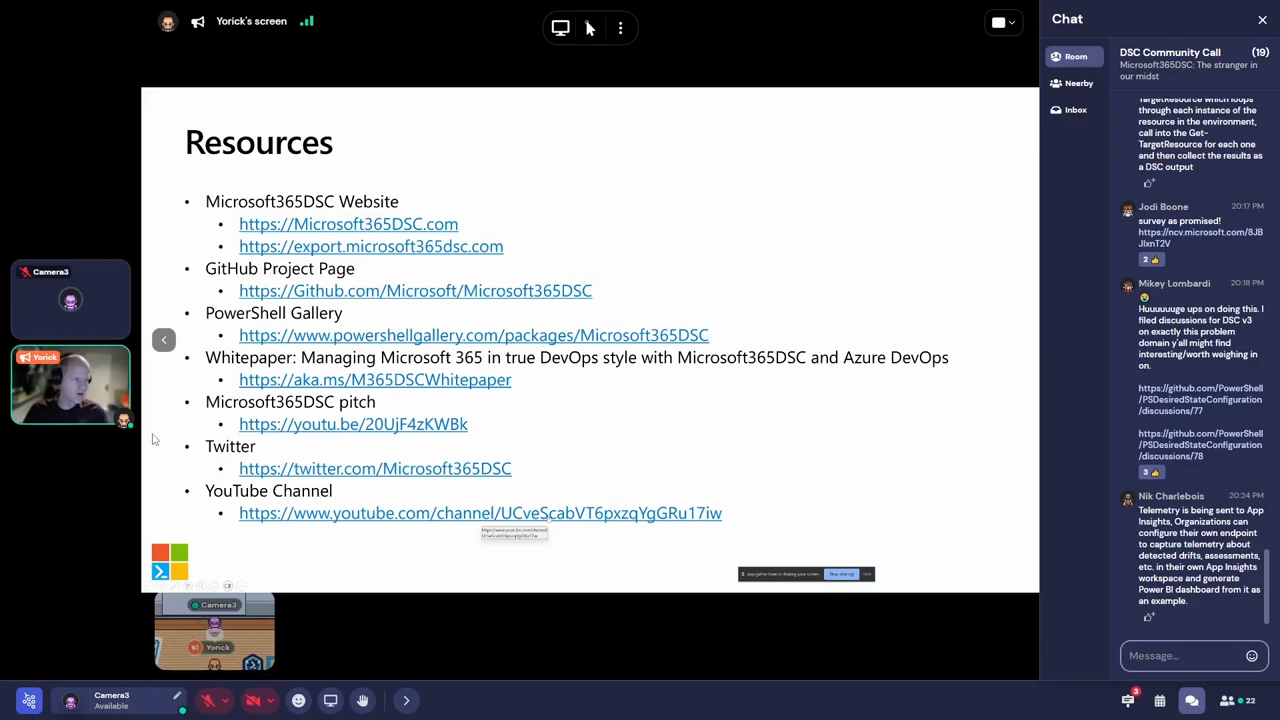 Yorick's screen
Chat
Room
Nearby
Inbox
DSC Community Call
(19)
Microsoft365DSC: The stranger in
our midst
TargetResource which loops
through each instance of the
resource in the environment,
call into the Get-
TargetResource for each one
and then collect the results as
a DSC output
Jodi Boone
20:17 PM
survey as promised!
https://ncv.microsoft.com/8JB
JlxnT2V
2
Mikey Lombardi
20:18 PM
Huuuuuge ups on doing this. I
filed discussions for DSC v3
on exactly this problem
domain y'all might find
interesting/worth weighing in
on.
https://github.com/PowerShell
/PSDesiredStateConfiguration
/discussions/77
https://github.com/PowerShell
/PSDesiredStateConfiguration
/discussions/78
3
Nik Charlebois
20:24 PM
Telemetry is being sent to App
Insights, Organizations can
configure their own endpoint
to capture telemetry about
detected drifts, assessments,
etc. in their own App Insights
workspace and generate
Power BI dashboard from it as
an example.
Message...
Resources
• Microsoft365DSC Website
• https://Microsoft365DSC.com
• https://export.microsoft365dsc.com
• GitHub Project Page
• https://Github.com/Microsoft/Microsoft365DSC
• PowerShell Gallery
• https://www.powershellgallery.com/packages/Microsoft365DSC
• Whitepaper: Managing Microsoft 365 in true DevOps style with Microsoft365DSC and Azure DevOps
• https://aka.ms/M365DSCWhitepaper
• Microsoft365DSC pitch
• https://youtu.be/20UjF4zKWBk
• Twitter
• https://twitter.com/Microsoft365DSC
• YouTube Channel
• https://www.youtube.com/channel/UCveScabVT6pxzqYgGRu17iw
Stop sharing
Camera3
Yorick
Camera3
Yorick
Camera3
Available
3
22